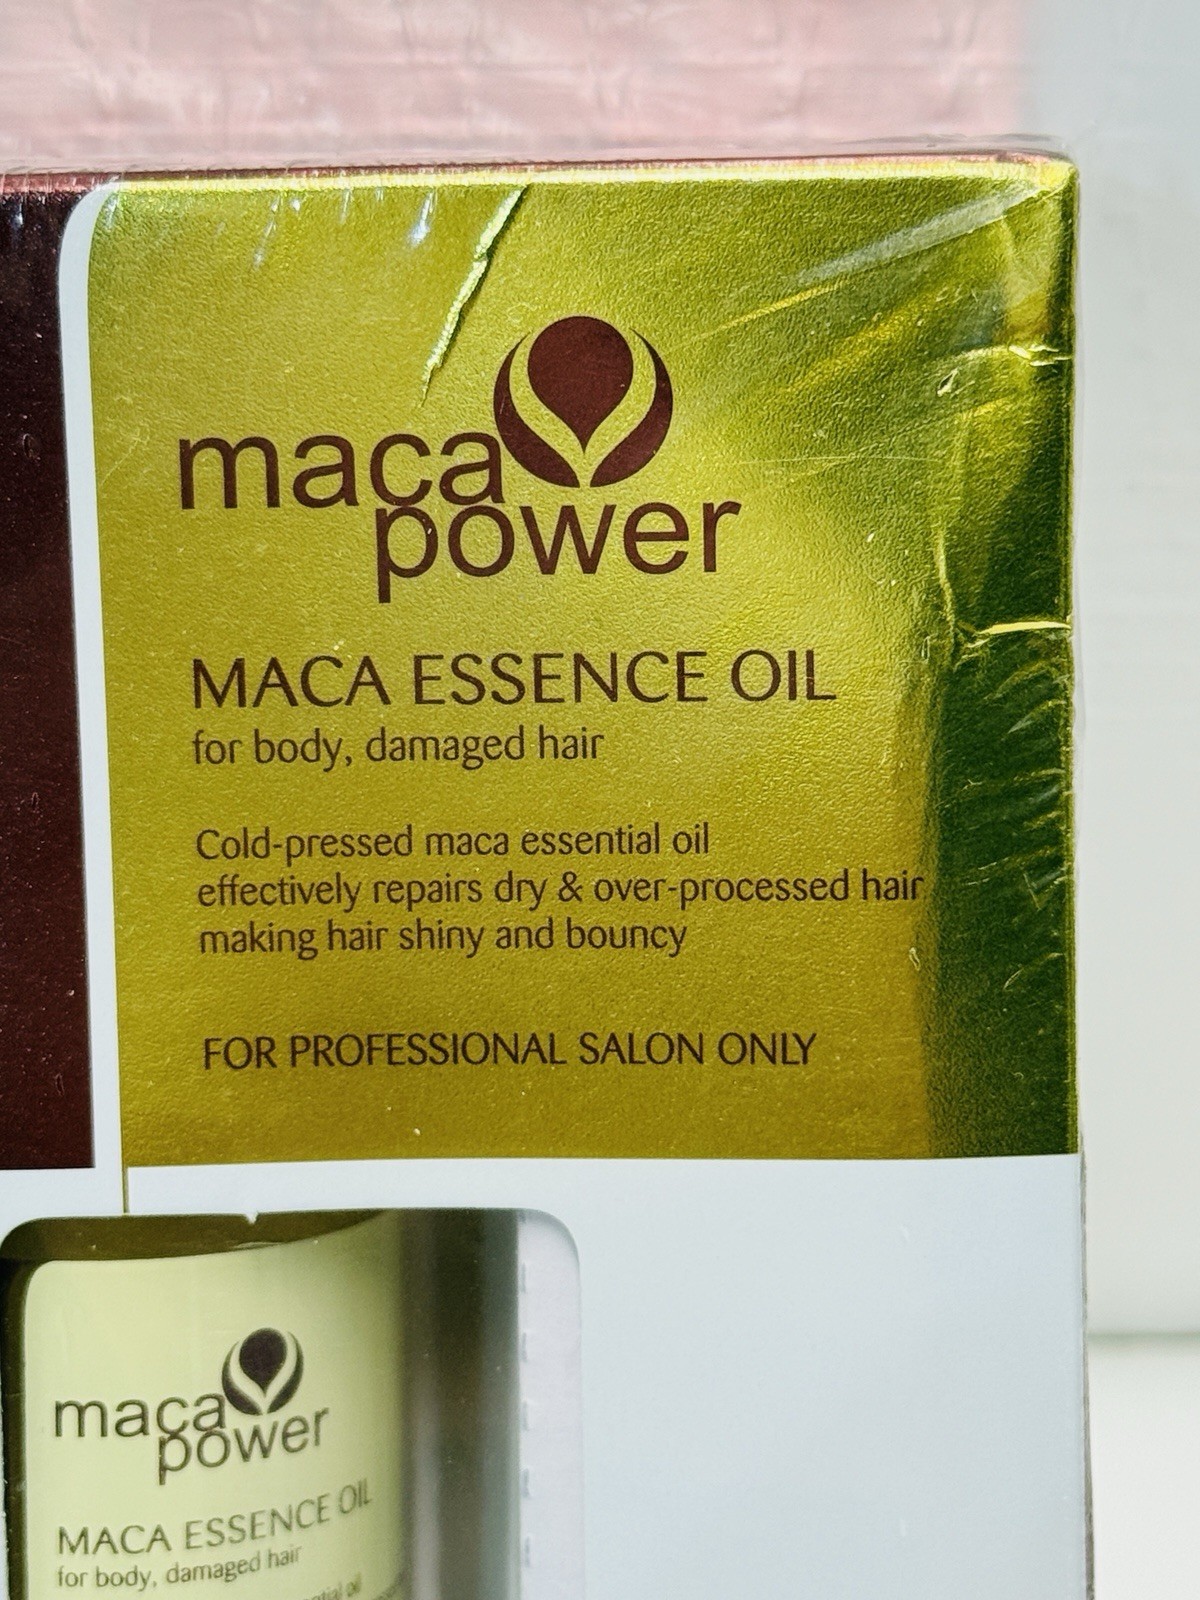 maca
power
MACA ESSENCE OIL
for body, damaged hair
Cold-pressed maca essential oil
effectively repairs dry & over-processed hair
making hair shiny and bouncy
FOR PROFESSIONAL SALON ONLY
maca
power
MACA ESSENCE OIL
for body, damaged hair
oil